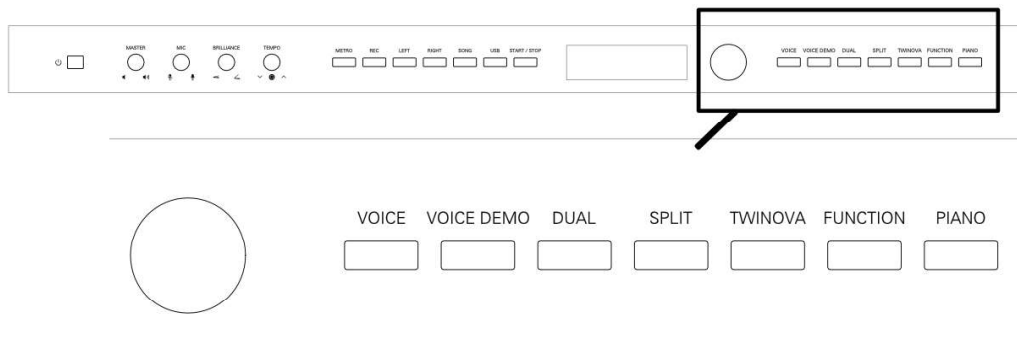 MASTER MIC BRILLIANCE TEMPO METRO REC LEFT RIGHT SONG USB START / STOP VOICE VOICE DEMO DUAL SPLIT TWINOVA FUNCTION PIANO
VOICE VOICE DEMO DUAL SPLIT TWINOVA FUNCTION PIANO